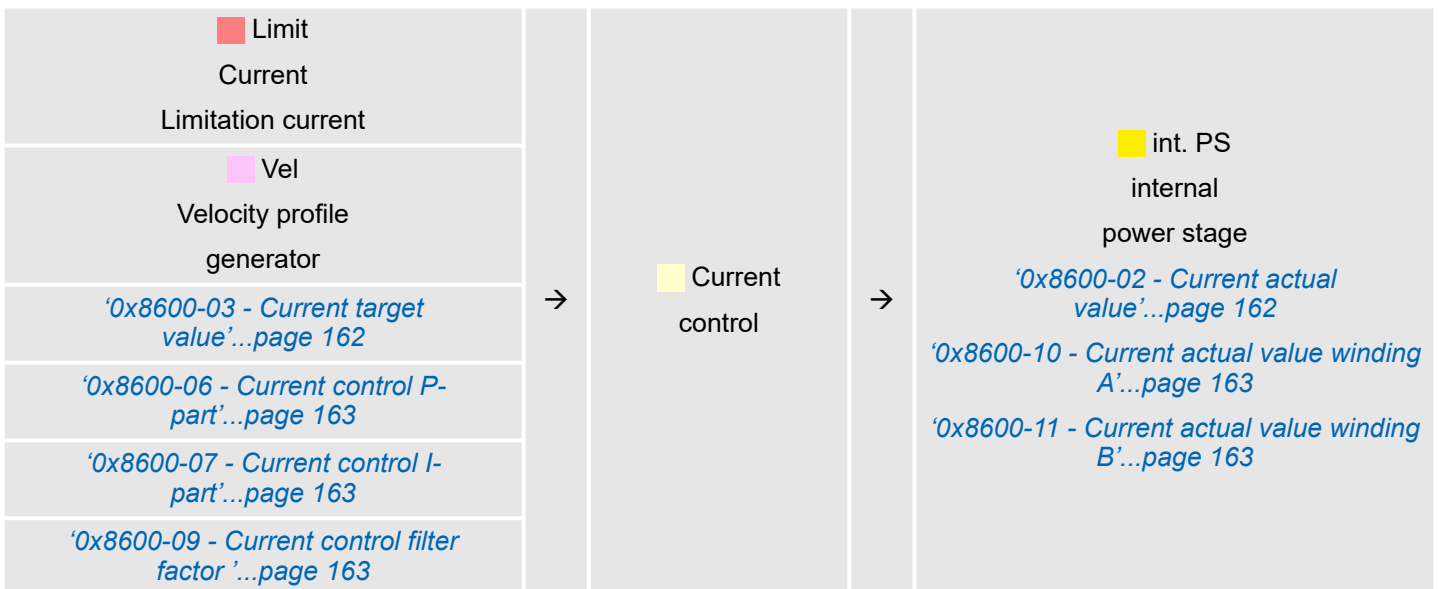 Limit
Current
Limitation current
Vel
Velocity profile
generator
‘0x8600-03 - Current target
value’...page 162
‘0x8600-06 - Current control P-
part’...page 163
‘0x8600-07 - Current control I-
part’...page 163
‘0x8600-09 - Current control filter
factor ’...page 163
→
Current
control
→
int. PS
internal
power stage
‘0x8600-02 - Current actual
value’...page 162
‘0x8600-10 - Current actual value winding
A’...page 163
‘0x8600-11 - Current actual value winding
B’...page 163